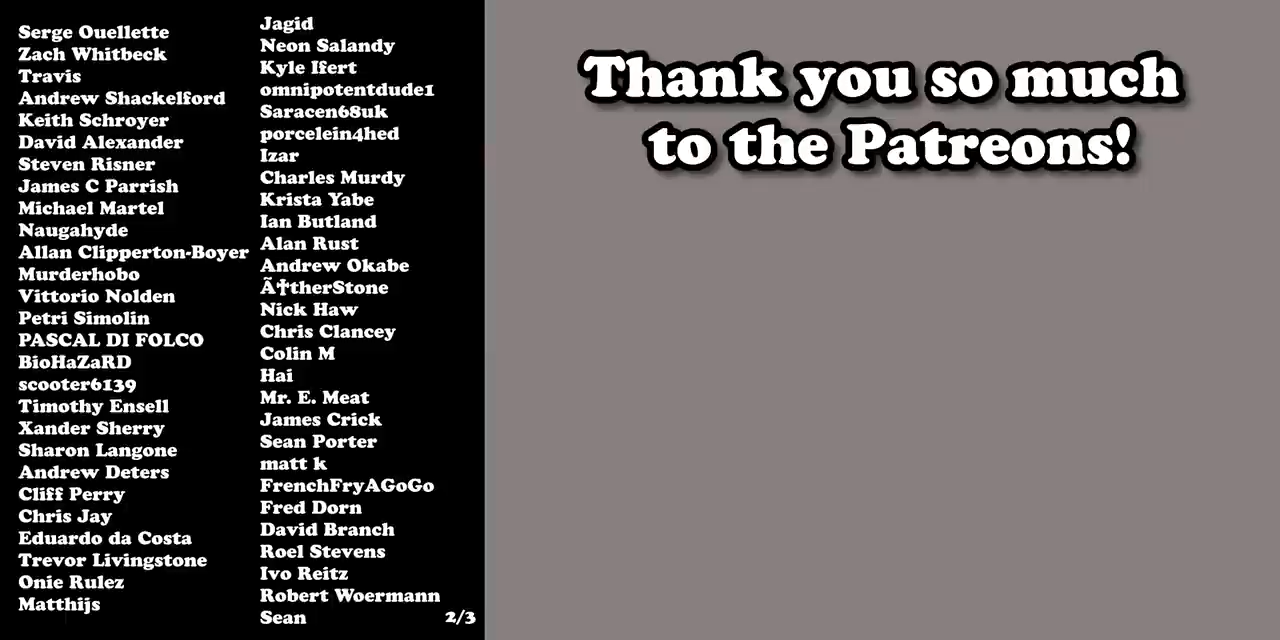 Serge Ouellette
Zach Whitbeck
Travis
Andrew Shackelford
Keith Schroyer
David Alexander
Steven Risner
James C Parrish
Michael Martel
Naugahyde
Allan Clipperton-Boyer
Murderhobo
Vittorio Nolden
Petri Simolin
PASCAL DI FOLCO
BioHaZaRD
scooter6139
Timothy Ensell
Xander Sherry
Sharon Langone
Andrew Deters
Cliff Perry
Chris Jay
Eduardo da Costa
Trevor Livingstone
Onie Rulez
Matthijs
Jagid
Neon Salandy
Kyle Ifert
omnipotentdude1
Saracen68uk
porcelein4hed
Izar
Charles Murdy
Krista Yabe
Ian Butland
Alan Rust
Andrew Okabe
Ã†therStone
Nick Haw
Chris Clancey
Colin M
Hai
Mr. E. Meat
James Crick
Sean Porter
matt k
FrenchFryAGoGo
Fred Dorn
David Branch
Roel Stevens
Ivo Reitz
Robert Woermann
Sean
2/3
Thank you so much
to the Patreons!